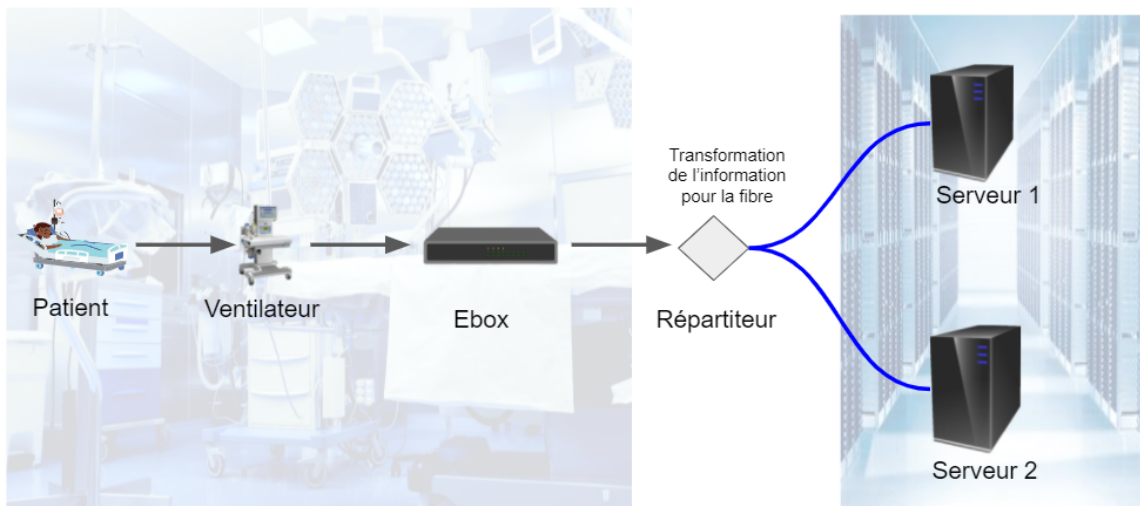 Transformation
de l'information
pour la fibre
Serveur 1
Patient
Ventilateur
Ebox
Répartiteur
Serveur 2